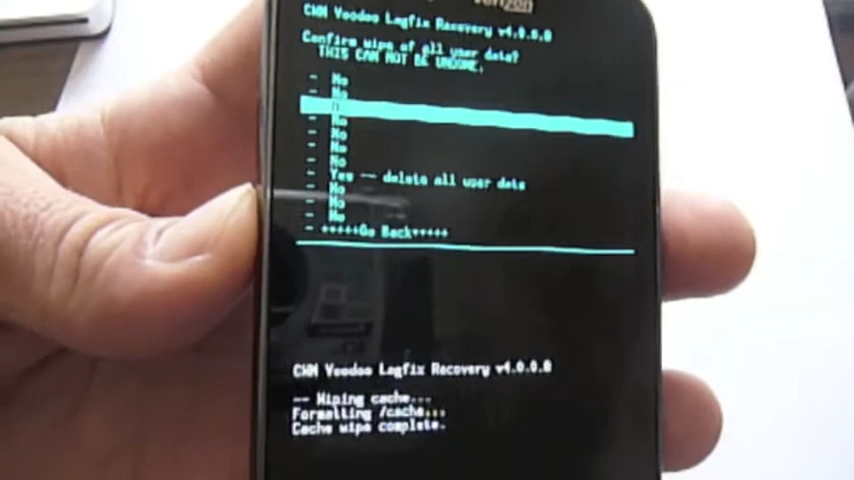 verizon
CWM Voodoo Lagfix Recovery v4.0.0.0
Confirm wipe of all user data?
THIS CAN NOT BE UNDONE.
- No
- No
- No
- No
- No
- No
- Yes -- delete all user data
- No
- No
- No
- +++++Go Back+++++
CWM Voodoo Lagfix Recovery v4.0.0.0
-- Wiping cache...
Formatting /cache...
Cache wipe complete.